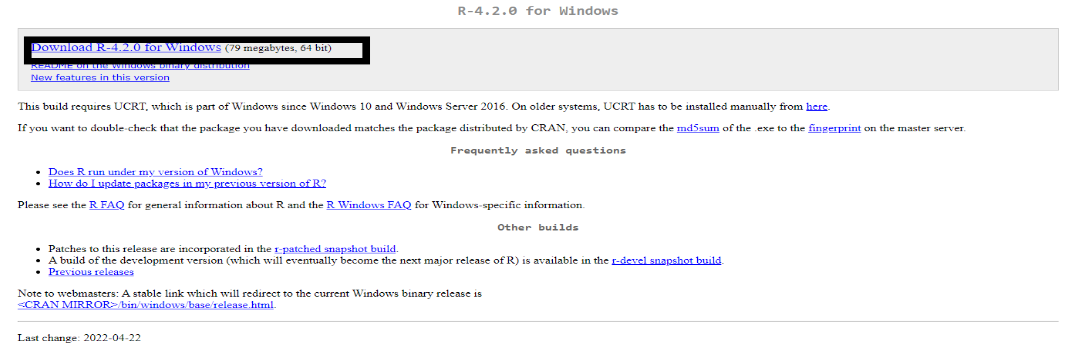 R-4.2.0 for Windows
Download R-4.2.0 for Windows (79 megabytes, 64 bit)
README on the Windows binary distribution
New features in this version
This build requires UCRT, which is part of Windows since Windows 10 and Windows Server 2016. On older systems, UCRT has to be installed manually from here.
If you want to double-check that the package you have downloaded matches the package distributed by CRAN, you can compare the md5sum of the .exe to the fingerprint on the master server.
Frequently asked questions
• Does R run under my version of Windows?
• How do I update packages in my previous version of R?
Please see the R FAQ for general information about R and the R Windows FAQ for Windows-specific information.
Other builds
• Patches to this release are incorporated in the r-patched snapshot build.
• A build of the development version (which will eventually become the next major release of R) is available in the r-devel snapshot build.
• Previous releases
Note to webmasters: A stable link which will redirect to the current Windows binary release is
<CRAN MIRROR>/bin/windows/base/release.html.
Last change: 2022-04-22